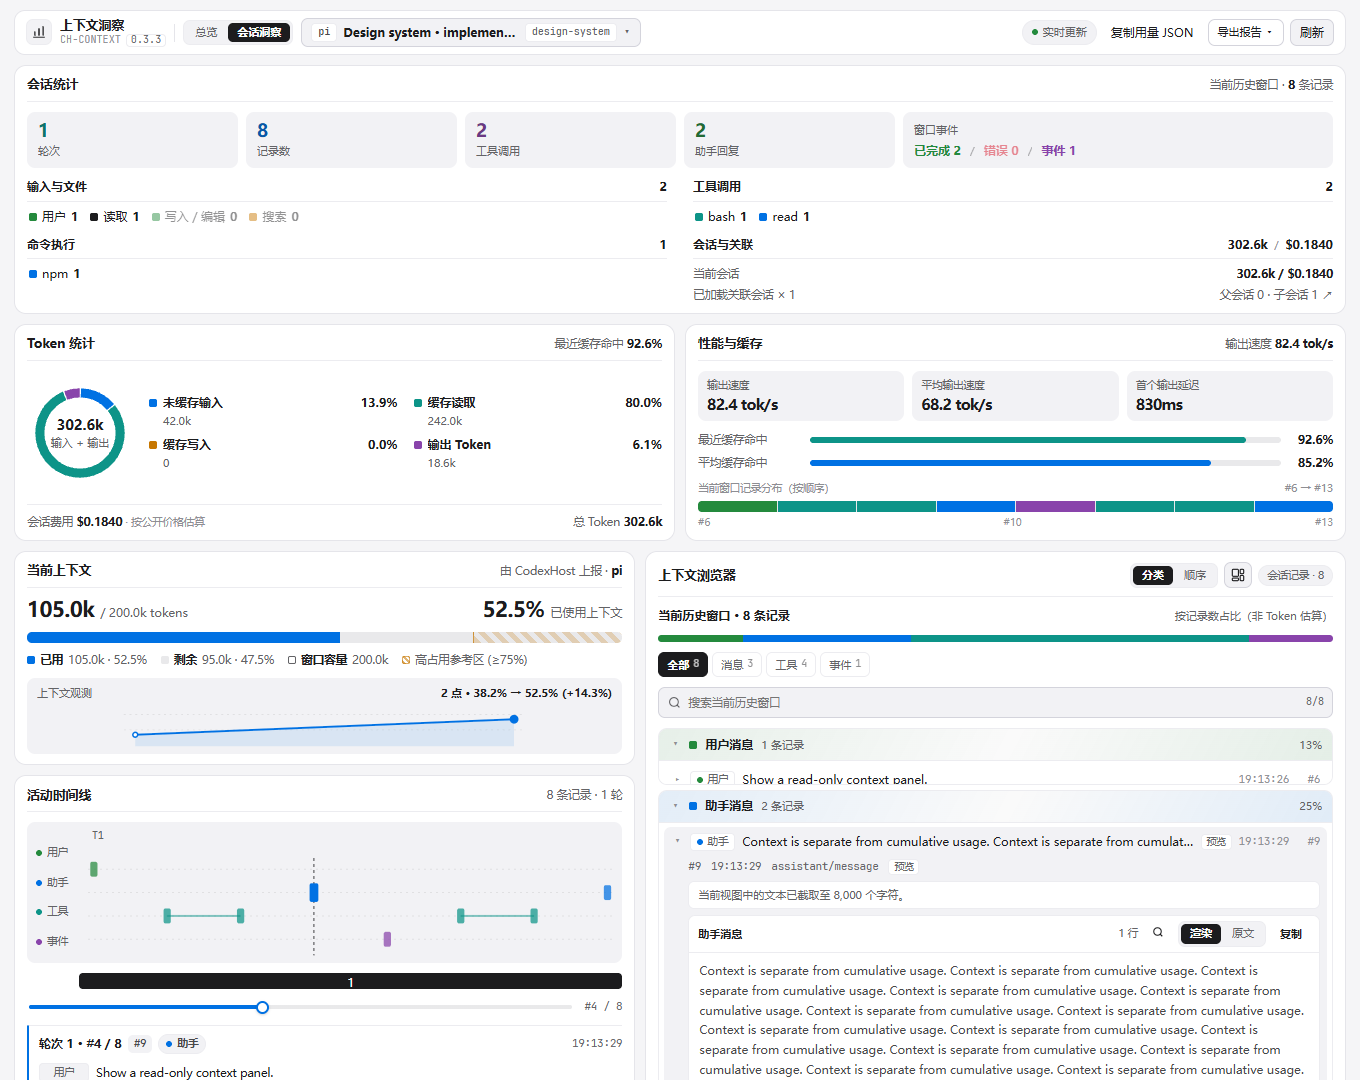 上下文洞察
CH-CONTEXT 0.3.3
总览 会话洞察
pi Design system • implemen... design-system
实时更新 复制用量 JSON 导出报告 刷新
会话统计 当前历史窗口 · 8 条记录
1
轮次
8
记录数
2
工具调用
2
助手回复
窗口事件
已完成 2 / 错误 0 / 事件 1
输入与文件 2
用户 1 读取 1 写入 / 编辑 0 搜索 0
命令执行 1
npm 1
工具调用 2
bash 1 read 1
会话与关联 302.6k / $0.1840
当前会话 302.6k / $0.1840
已加载关联会话 × 1 父会话 0 · 子会话 1 ↗
Token 统计 最近缓存命中 92.6%
302.6k
输入 + 输出
未缓存输入 13.9%
42.0k
缓存读取 80.0%
242.0k
缓存写入 0.0%
0
输出 Token 6.1%
18.6k
会话费用 $0.1840 · 按公开价格估算 总 Token 302.6k
性能与缓存 输出速度 82.4 tok/s
输出速度
82.4 tok/s
平均输出速度
68.2 tok/s
首个输出延迟
830ms
最近缓存命中 92.6%
平均缓存命中 85.2%
当前窗口记录分布（按顺序） #6 → #13
#6 #10 #13
当前上下文 由 CodexHost 上报 · pi
105.0k / 200.0k tokens 52.5% 已使用上下文
已用 105.0k · 52.5% 剩余 95.0k · 47.5% 窗口容量 200.0k 高占用参考区 (≥75%)
上下文观测 2 点 • 38.2% → 52.5% (+14.3%)
活动时间线 8 条记录 · 1 轮
T1
用户
助手
工具
事件
1
#4 / 8
轮次 1 • #4 / 8 #9 助手 19:13:29
用户 Show a read-only context panel.
上下文浏览器 分类 顺序 会话记录 · 8
当前历史窗口 • 8 条记录 按记录数占比（非 Token 估算）
全部 8 消息 3 工具 4 事件 1
搜索当前历史窗口 8/8
用户消息 1 条记录 13%
用户 Show a read-only context panel. 19:13:26 #6
助手消息 2 条记录 25%
助手 Context is separate from cumulative usage. Context is separate from cumulat... 预览 19:13:29 #9
#9 19:13:29 assistant/message 预览
当前视图中的文本已截取至 8,000 个字符。
助手消息 1 行 渲染 原文 复制
Context is separate from cumulative usage. Context is separate from cumulative usage. Context is
separate from cumulative usage. Context is separate from cumulative usage. Context is separate from
cumulative usage. Context is separate from cumulative usage. Context is separate from cumulative usage.
Context is separate from cumulative usage. Context is separate from cumulative usage. Context is
separate from cumulative usage. Context is separate from cumulative usage. Context is separate from
cumulative usage. Context is separate from cumulative usage. Context is separate from cumulative usage.